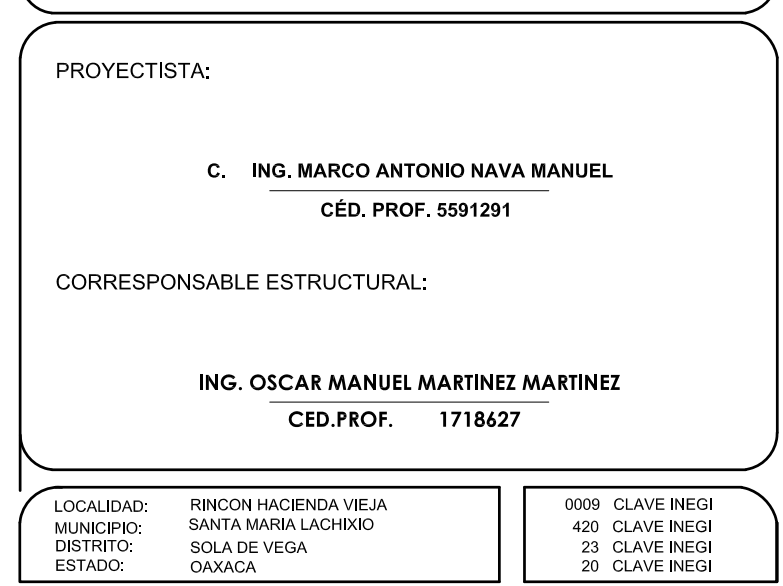 PROYECTISTA:
C. ING. MARCO ANTONIO NAVA MANUEL
CÉD. PROF. 5591291
CORRESPONSABLE ESTRUCTURAL:
ING. OSCAR MANUEL MARTINEZ MARTINEZ
CED.PROF. 1718627
LOCALIDAD: RINCON HACIENDA VIEJA 0009 CLAVE INEGI
MUNICIPIO: SANTA MARIA LACHIXIO 420 CLAVE INEGI
DISTRITO: SOLA DE VEGA 23 CLAVE INEGI
ESTADO: OAXACA 20 CLAVE INEGI